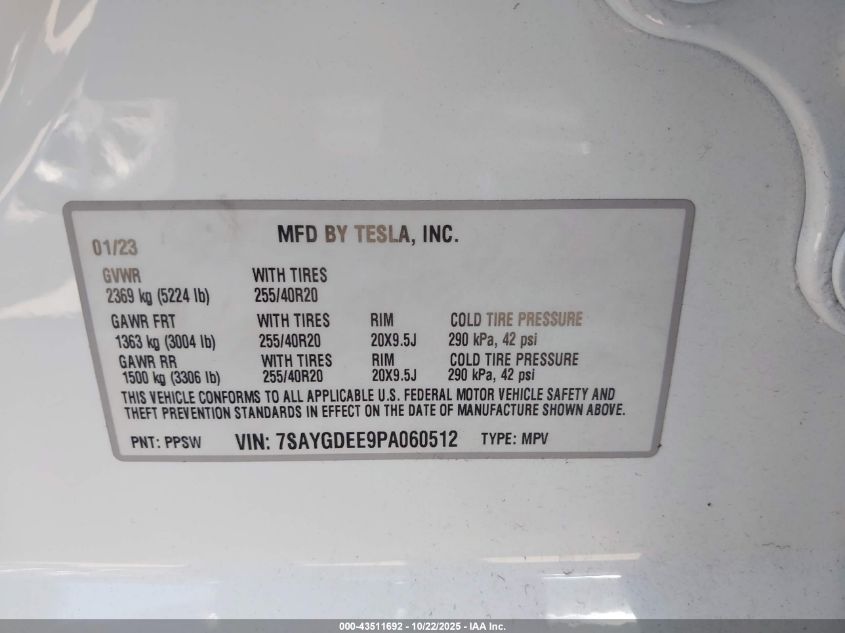 01/23 MFD BY TESLA, INC.
GVWR WITH TIRES
2369 kg (5224 lb) 255/40R20
GAWR FRT WITH TIRES RIM COLD TIRE PRESSURE
1363 kg (3004 lb) 255/40R20 20X9.5J 290 kPa, 42 psi
GAWR RR WITH TIRES RIM COLD TIRE PRESSURE
1500 kg (3306 lb) 255/40R20 20X9.5J 290 kPa, 42 psi
THIS VEHICLE CONFORMS TO ALL APPLICABLE U.S. FEDERAL MOTOR VEHICLE SAFETY AND
THEFT PREVENTION STANDARDS IN EFFECT ON THE DATE OF MANUFACTURE SHOWN ABOVE.
PNT: PPSW VIN: 7SAYGDEE9PA060512 TYPE: MPV
000-43511692 - 10/22/2025 - IAA Inc.